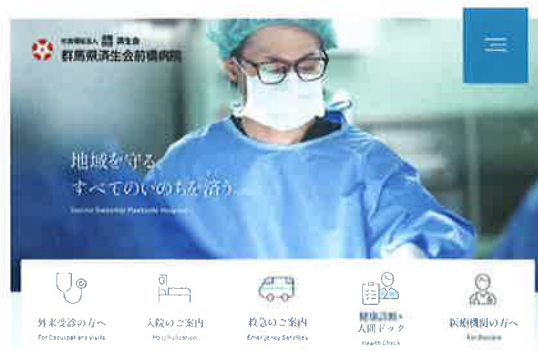 社会福祉法人 恩賜財団 済生会
群馬県済生会前橋病院
地域を守る
すべてのいのちを済う
外来受診の方へ
入院のご案内
救急のご案内
健康診断・
人間ドック
医療機関の方へ
Hospitalization
Emergency Services
Health Check
For Doctors